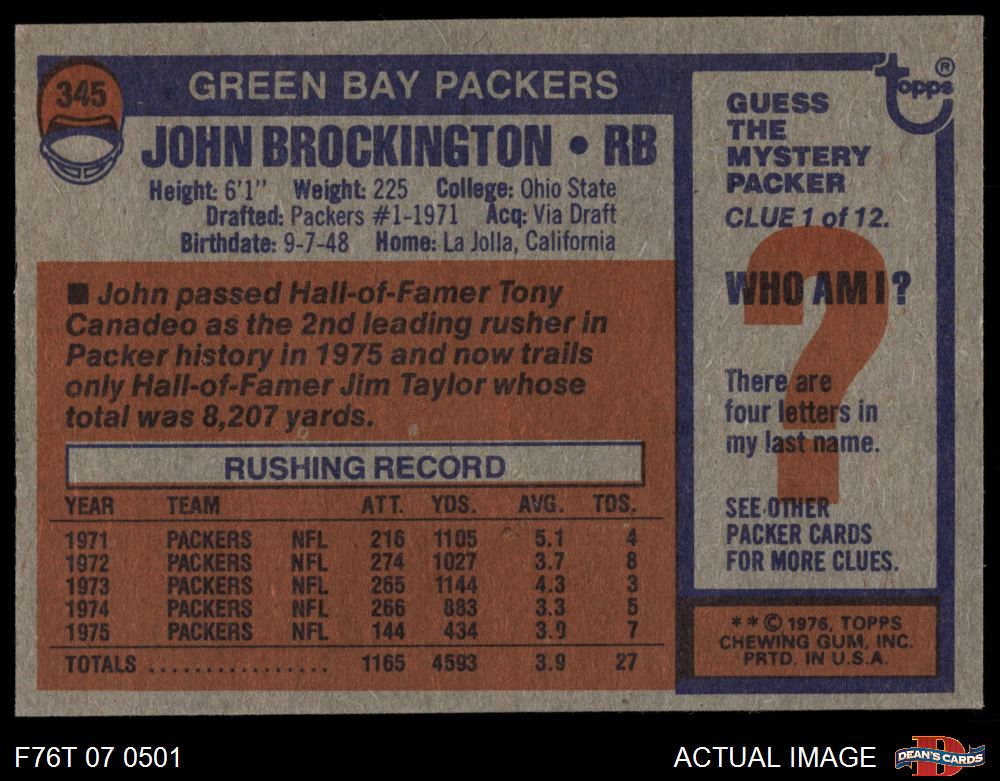 345
GREEN BAY PACKERS
JOHN BROCKINGTON • RB
Height: 6'1" Weight: 225 College: Ohio State
Drafted: Packers #1-1971 Acq: Via Draft
Birthdate: 9-7-48 Home: La Jolla, California
■ John passed Hall-of-Famer Tony
Canadeo as the 2nd leading rusher in
Packer history in 1975 and now trails
only Hall-of-Famer Jim Taylor whose
total was 8,207 yards.
RUSHING RECORD
YEAR TEAM ATT. YDS. AVG. TDS.
1971 PACKERS NFL 216 1105 5.1 4
1972 PACKERS NFL 274 1027 3.7 8
1973 PACKERS NFL 265 1144 4.3 3
1974 PACKERS NFL 266 883 3.3 5
1975 PACKERS NFL 144 434 3.0 7
TOTALS .................. 1165 4593 3.9 27
topps®
GUESS
THE
MYSTERY
PACKER
CLUE 1 of 12.
WHO AM I?
?
There are
four letters in
my last name.
SEE OTHER
PACKER CARDS
FOR MORE CLUES.
**© 1976, TOPPS
CHEWING GUM, INC.
PRTD. IN U.S.A.
F76T 07 0501
ACTUAL IMAGE
D
DEAN'S CARDS